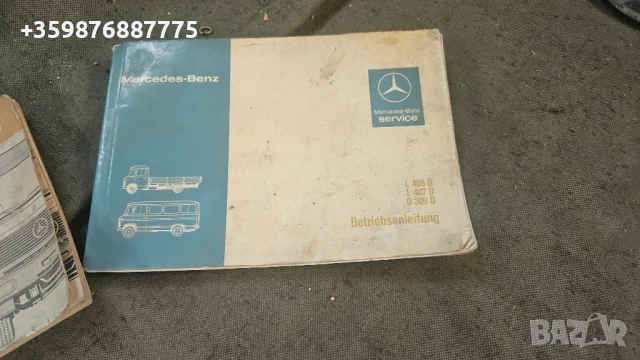 +359876887775
Mercedes-Benz
Mercedes-Benz
service
L 406 D
L 407 D
O 309 D
Betriebsanleitung
BAZAR